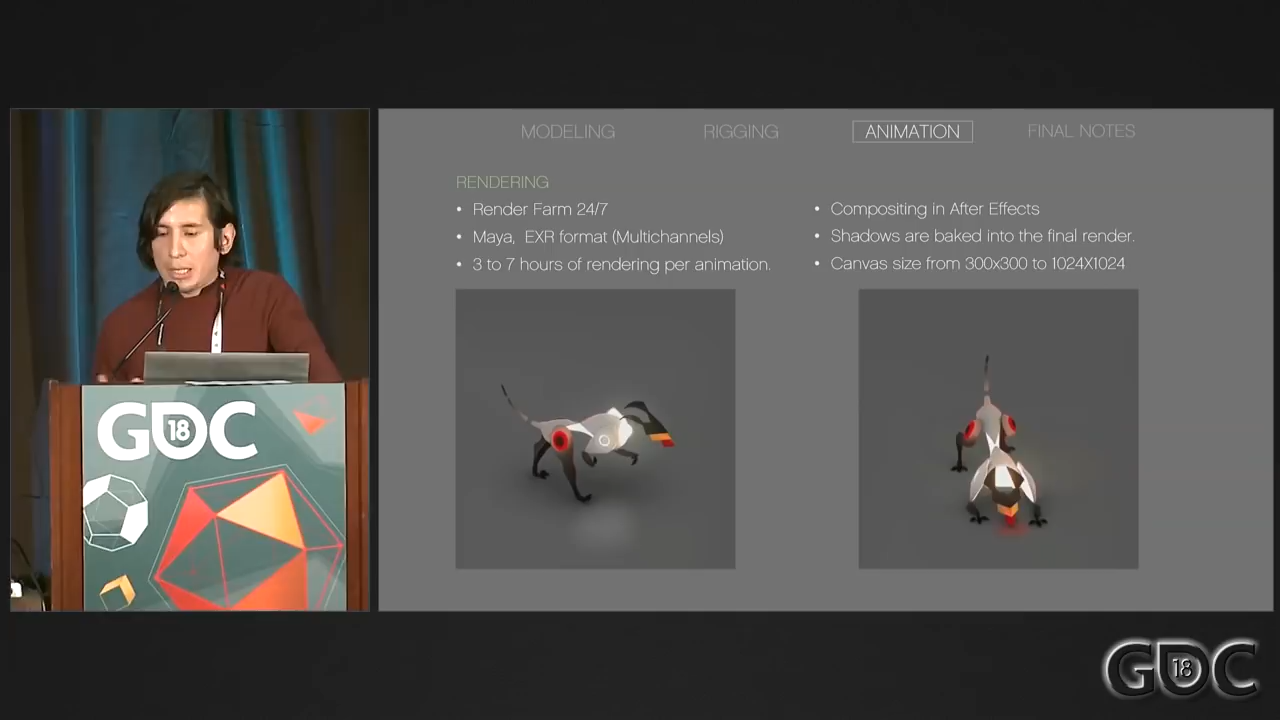 MODELING
RIGGING
ANIMATION
FINAL NOTES
RENDERING
• Render Farm 24/7
• Maya, EXR format (Multichannels)
• 3 to 7 hours of rendering per animation.
• Compositing in After Effects
• Shadows are baked into the final render.
• Canvas size from 300x300 to 1024X1024
GDC
18
GDC
18